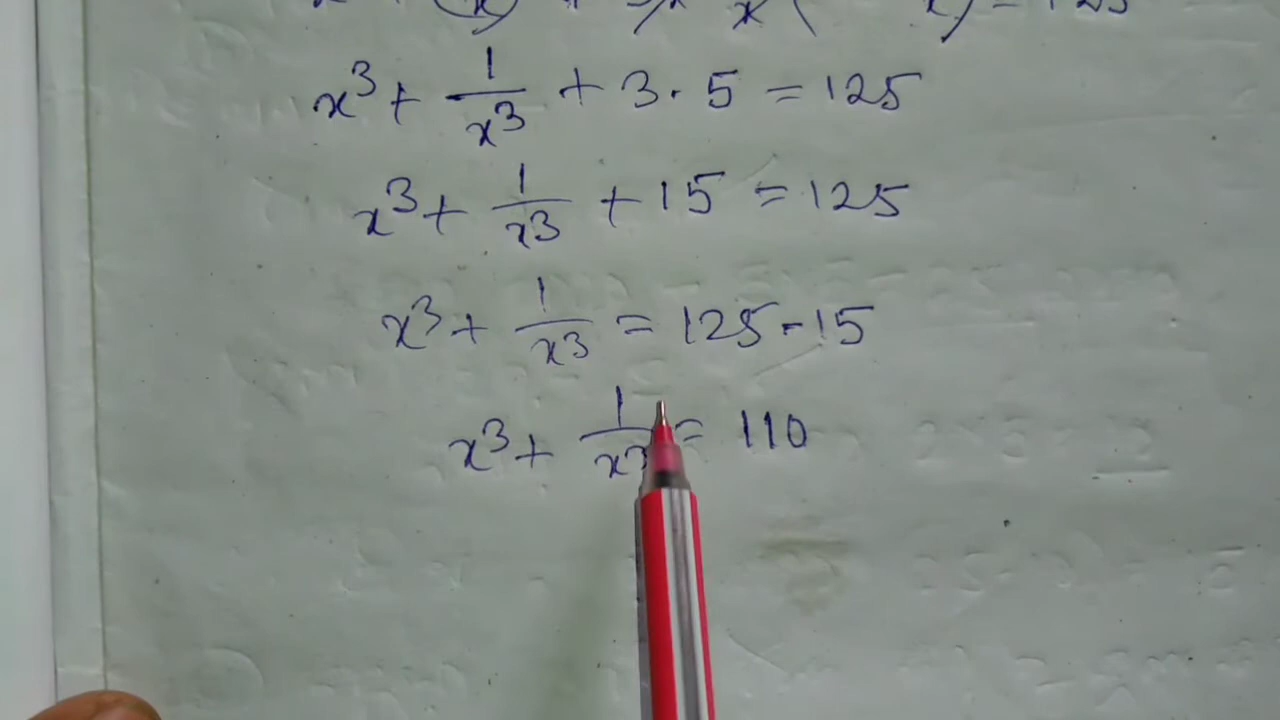 x³ + 1/x³ + 3·5 = 125
x³ + 1/x³ + 15 = 125
x³ + 1/x³ = 125-15
x³ + 1/x³ = 110